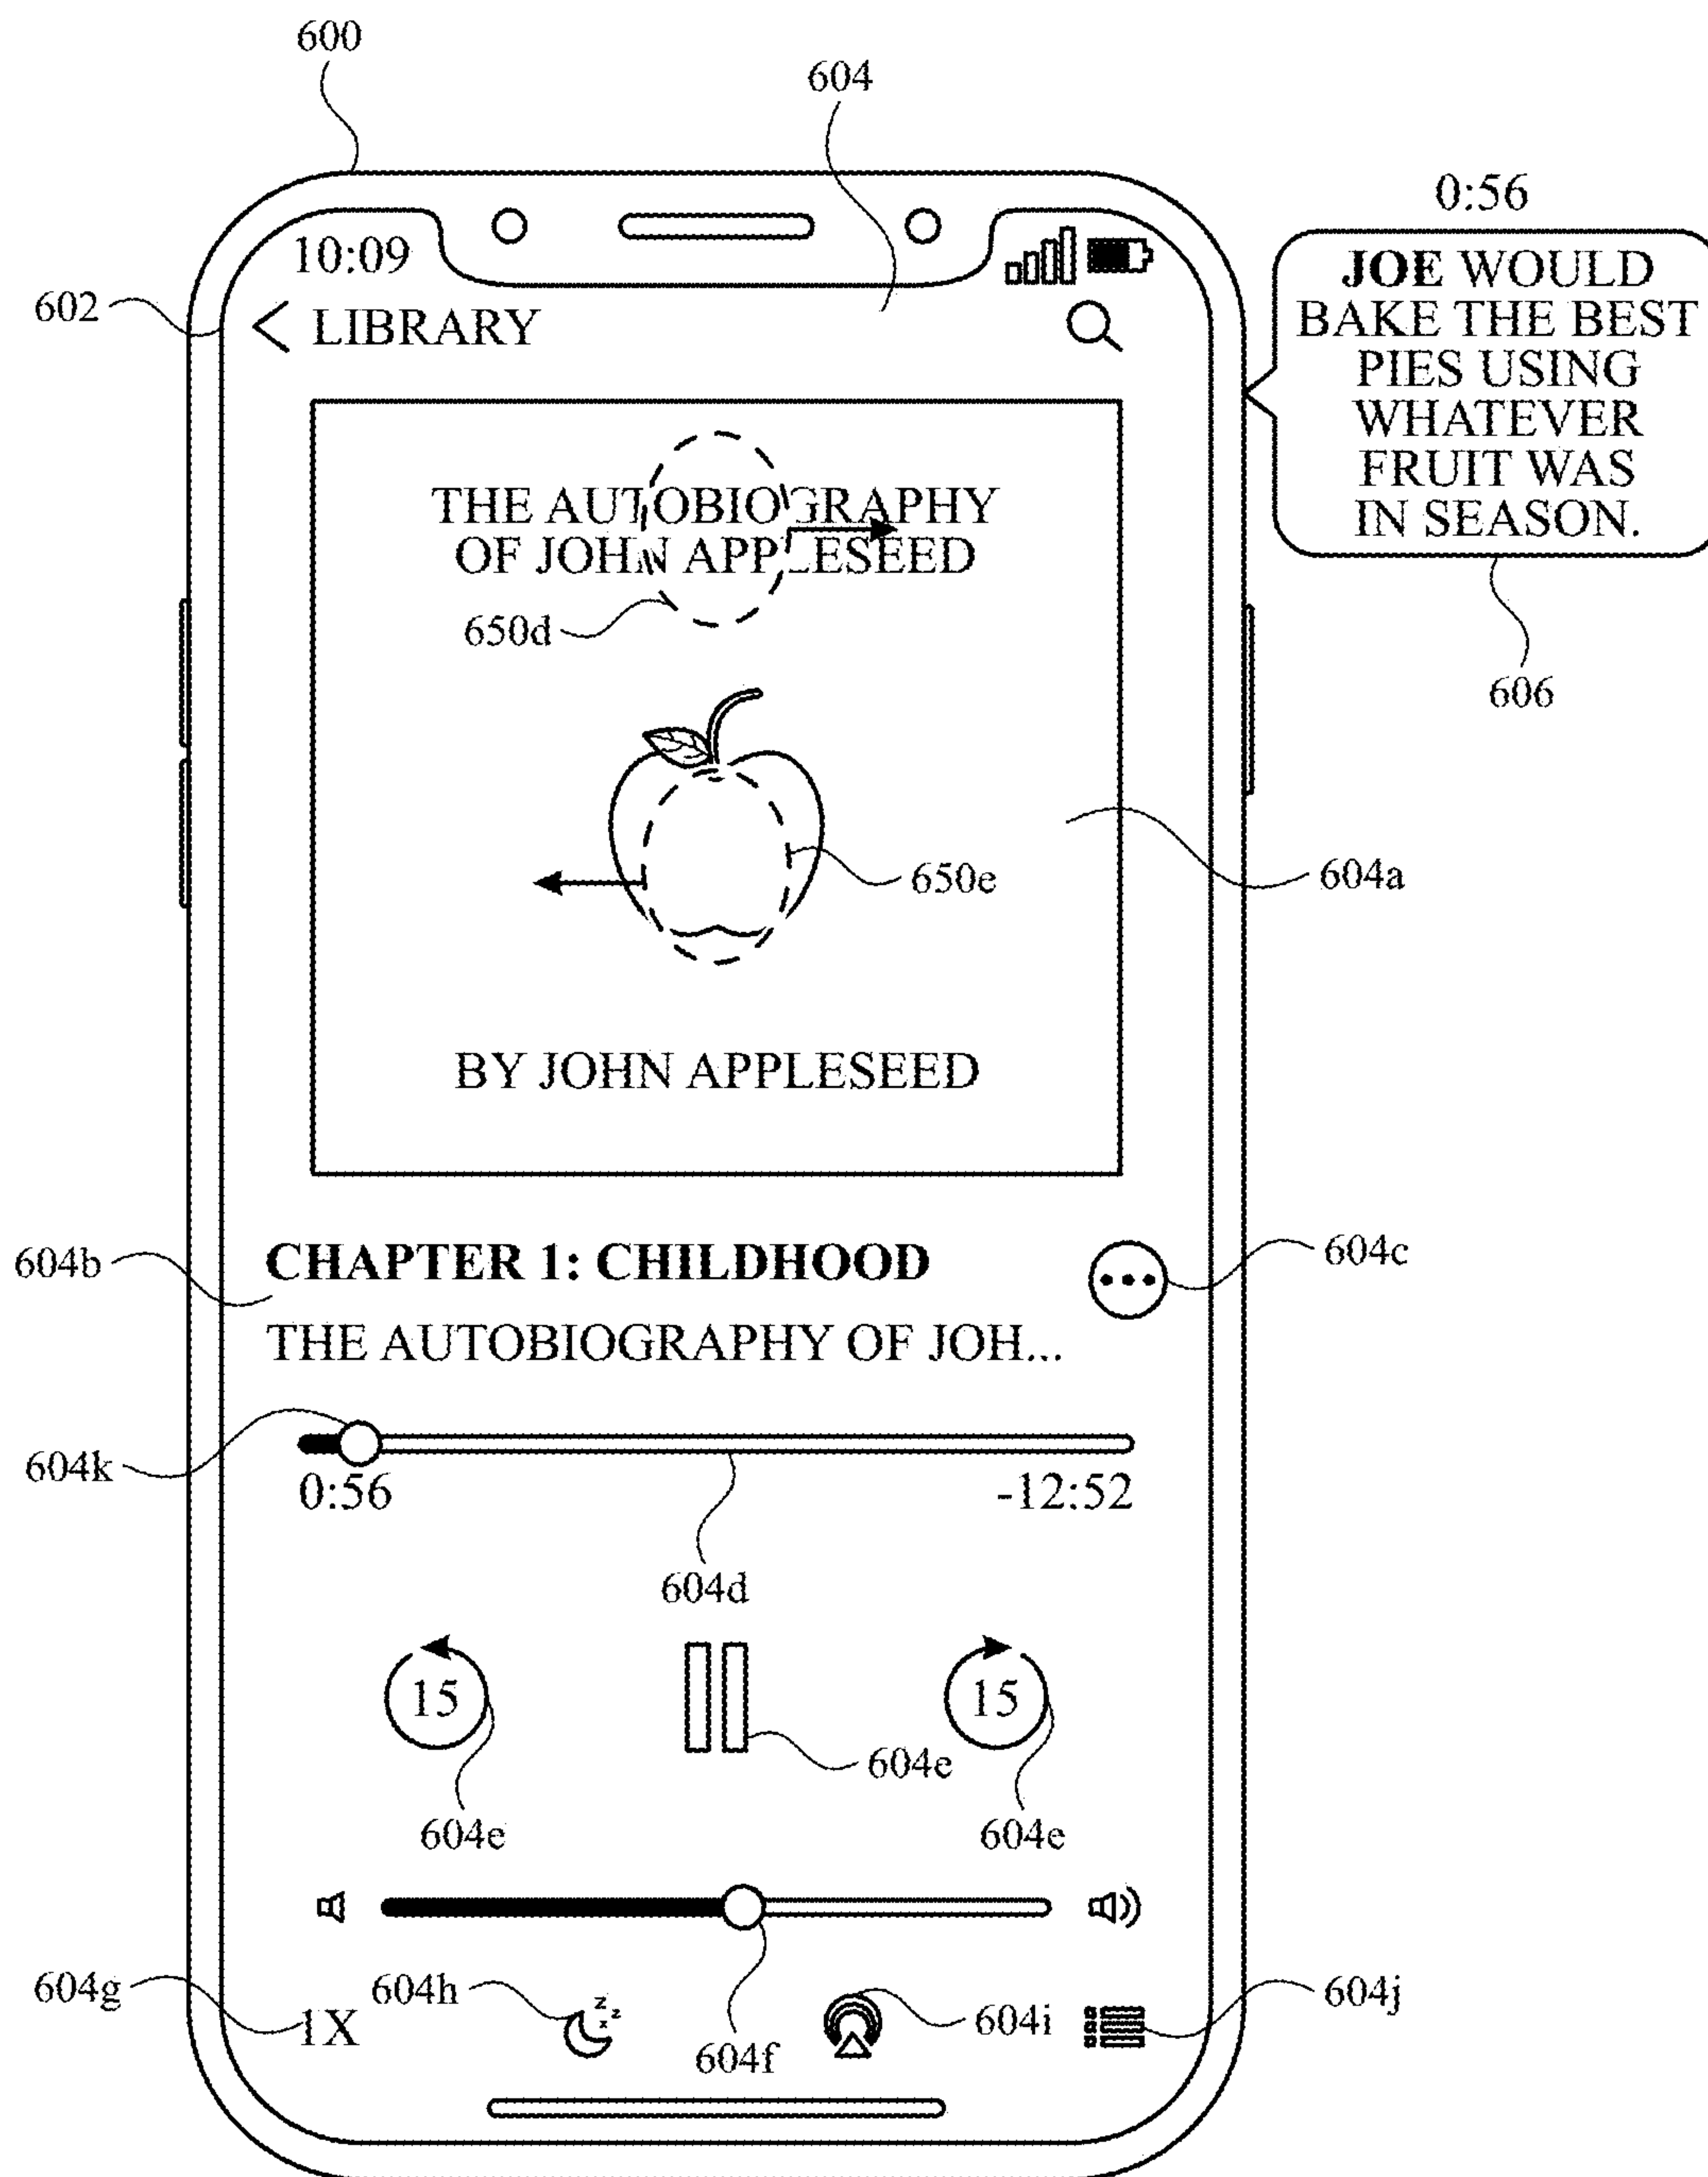 600
604
0:56
10:09
602
LIBRARY
JOE WOULD
BAKE THE BEST
PIES USING
WHATEVER
FRUIT WAS
IN SEASON.
606
THE AUTOBIOGRAPHY
OF JOHN APPLESEED
650d
650e
604a
BY JOHN APPLESEED
604b
CHAPTER 1: CHILDHOOD
604c
THE AUTOBIOGRAPHY OF JOH...
604k
0:56
-12:52
604d
15
15
604e
604e
604e
604g
1X
604h
z z z
604f
604i
604j